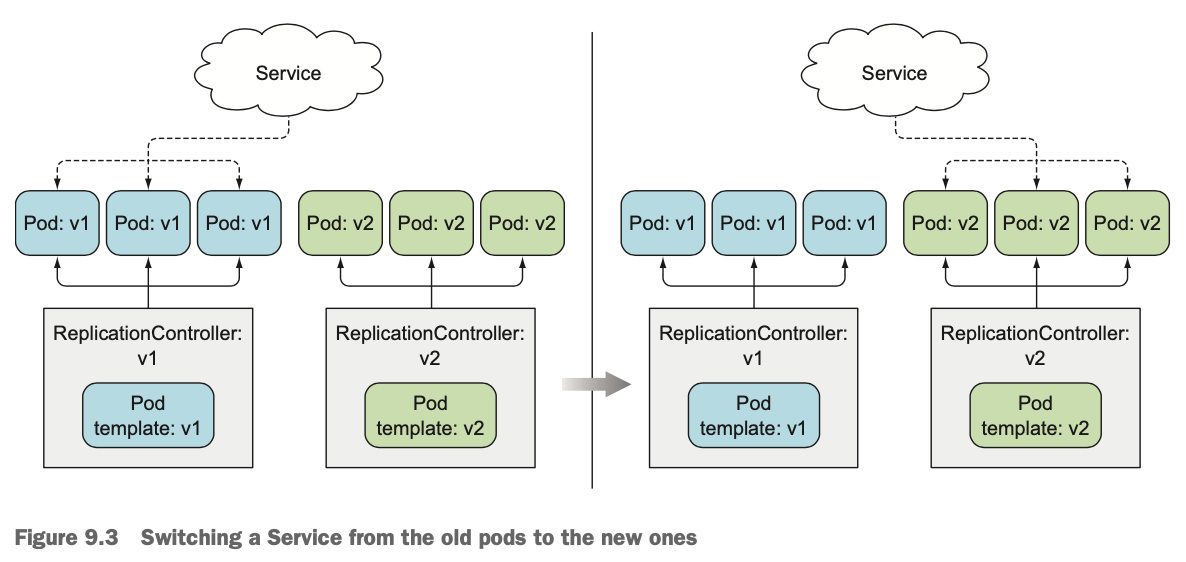 Service
Pod: v1
Pod: v1
Pod: v1
Pod: v2
Pod: v2
Pod: v2
ReplicationController:
v1
Pod
template: v1
ReplicationController:
v2
Pod
template: v2
Service
Pod: v1
Pod: v1
Pod: v1
Pod: v2
Pod: v2
Pod: v2
ReplicationController:
v1
Pod
template: v1
ReplicationController:
v2
Pod
template: v2
Figure 9.3 Switching a Service from the old pods to the new ones